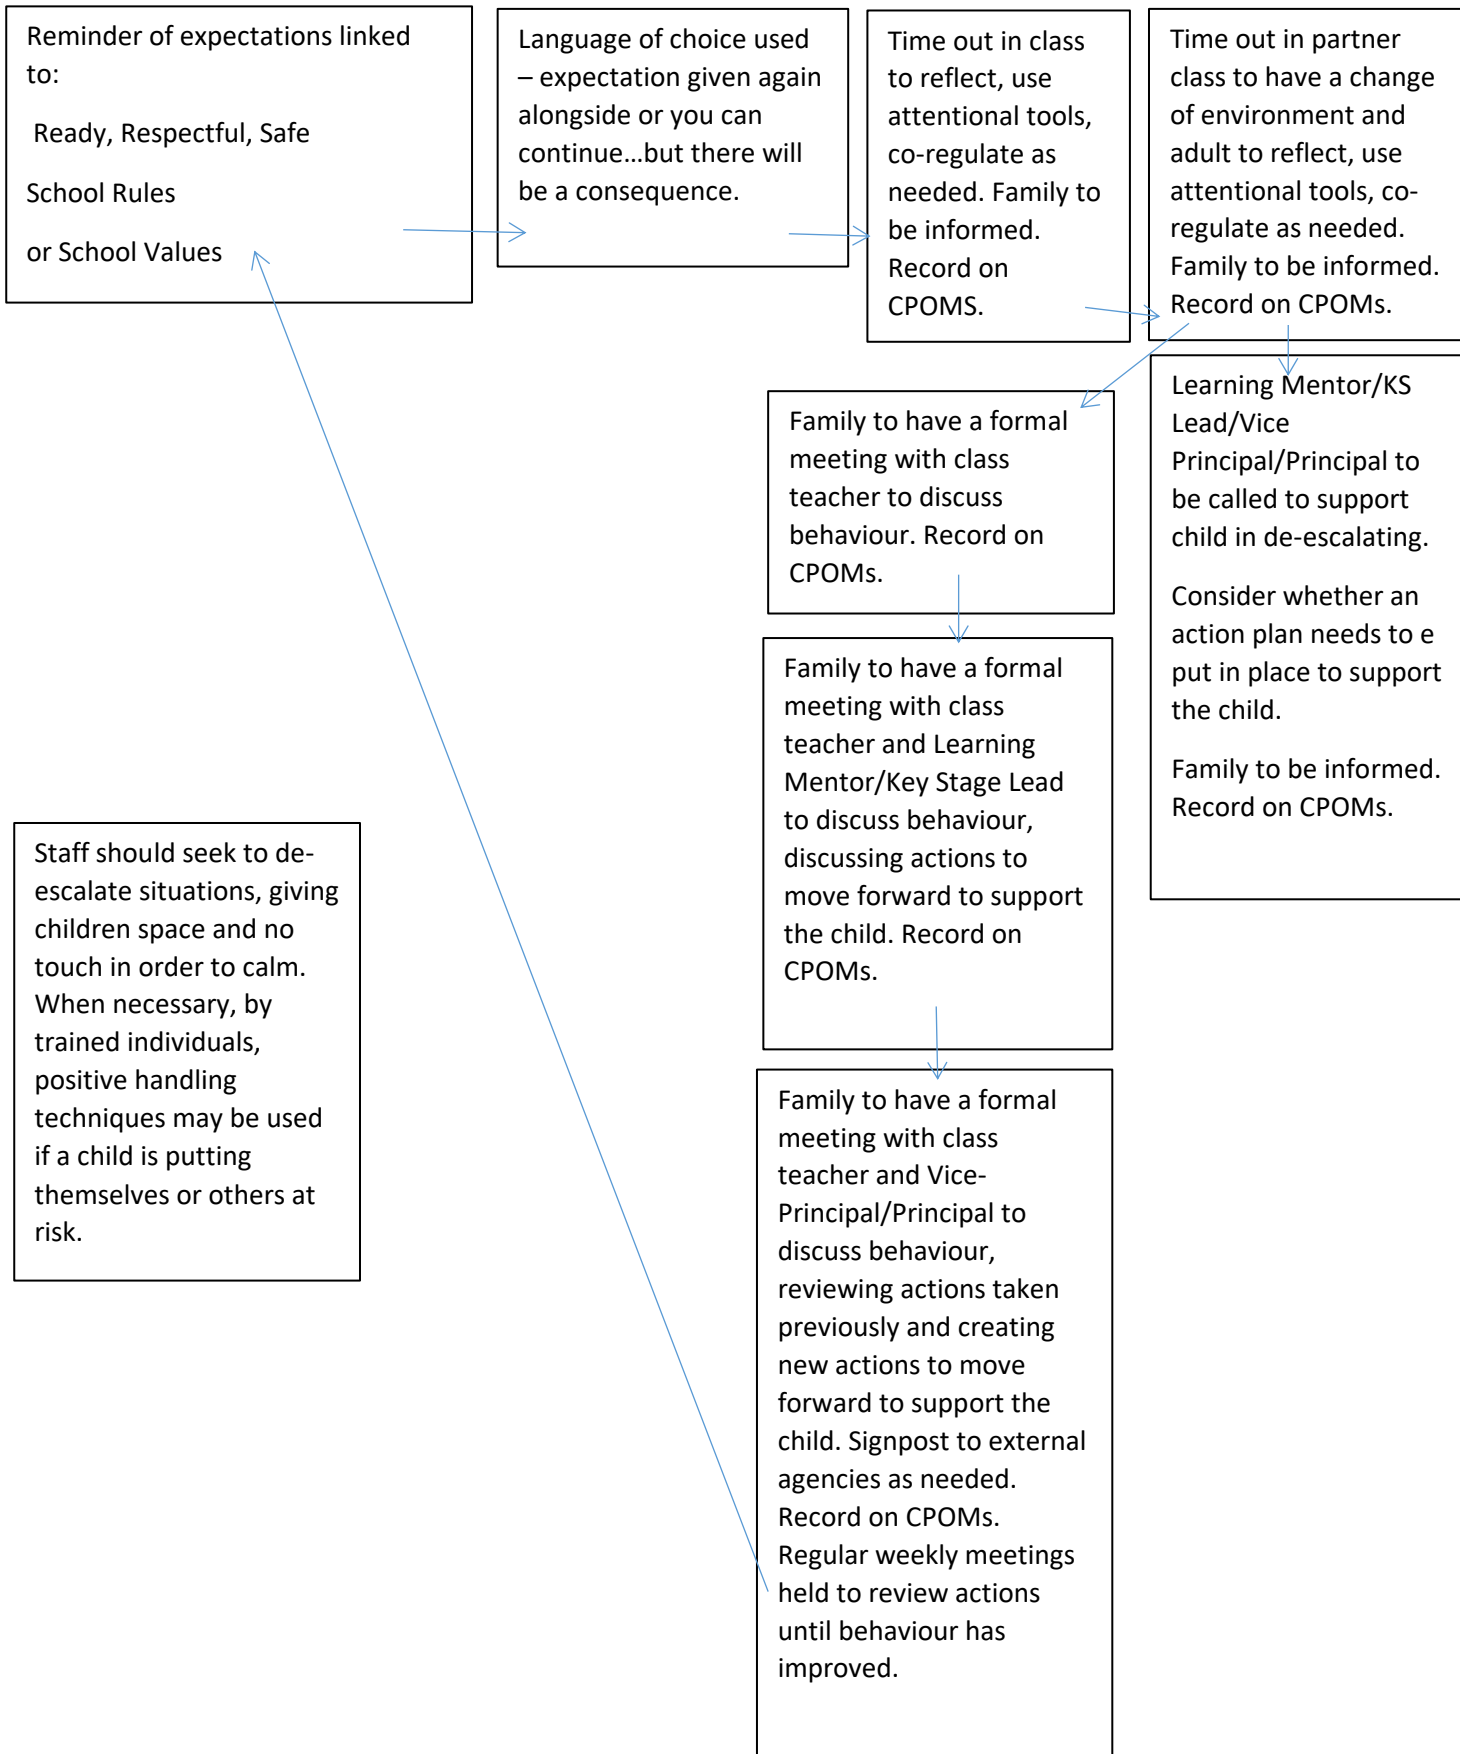 Reminder of expectations linked
to:
Ready, Respectful, Safe
School Rules
or School Values
Language of choice used
– expectation given again
alongside or you can
continue...but there will
be a consequence.
Time out in class
to reflect, use
attentional tools,
co-regulate as
needed. Family to
be informed.
Record on
CPOMS.
Time out in partner
class to have a change
of environment and
adult to reflect, use
attentional tools, co-
regulate as needed.
Family to be informed.
Record on CPOMs.
Family to have a formal
meeting with class
teacher to discuss
behaviour. Record on
CPOMs.
Learning Mentor/KS
Lead/Vice
Principal/Principal to
be called to support
child in de-escalating.
Consider whether an
action plan needs to e
put in place to support
the child.
Family to be informed.
Record on CPOMs.
Family to have a formal
meeting with class
teacher and Learning
Mentor/Key Stage Lead
to discuss behaviour,
discussing actions to
move forward to support
the child. Record on
CPOMs.
Staff should seek to de-
escalate situations, giving
children space and no
touch in order to calm.
When necessary, by
trained individuals,
positive handling
techniques may be used
if a child is putting
themselves or others at
risk.
Family to have a formal
meeting with class
teacher and Vice-
Principal/Principal to
discuss behaviour,
reviewing actions taken
previously and creating
new actions to move
forward to support the
child. Signpost to external
agencies as needed.
Record on CPOMs.
Regular weekly meetings
held to review actions
until behaviour has
improved.